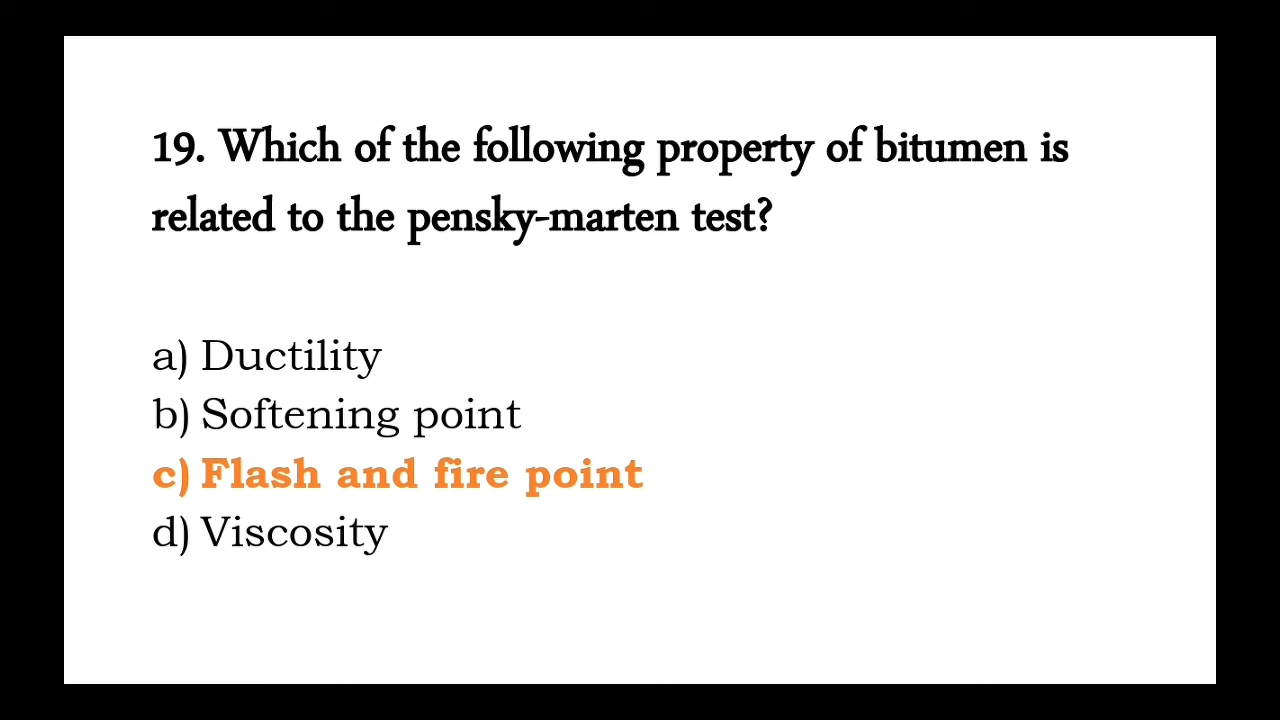 19. Which of the following property of bitumen is
related to the pensky-marten test?
a) Ductility
b) Softening point
c) Flash and fire point
d) Viscosity